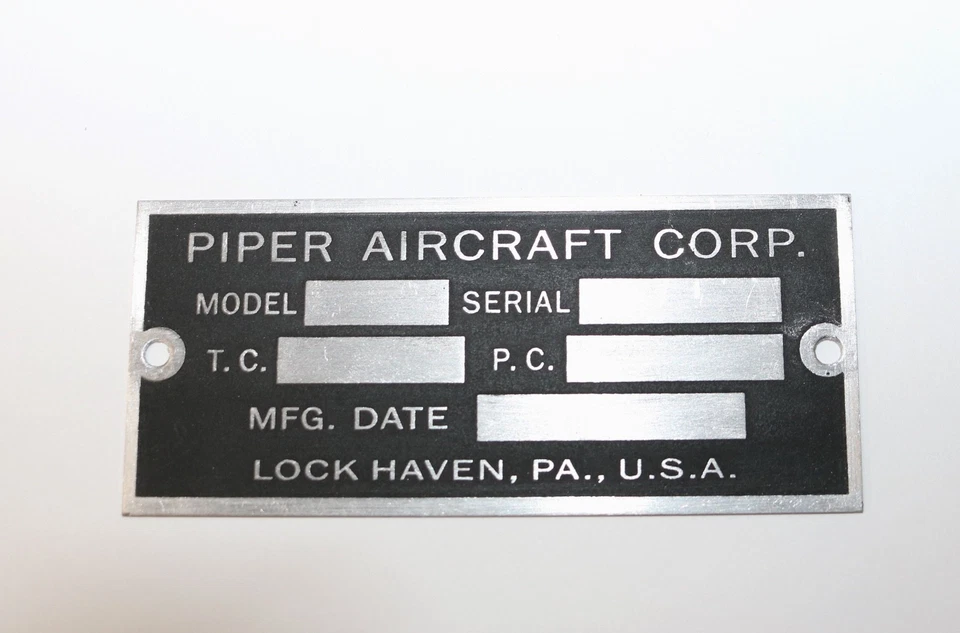 PIPER AIRCRAFT CORP.
MODEL SERIAL
T.C. P.C.
MFG. DATE
LOCK HAVEN, PA., U.S.A.